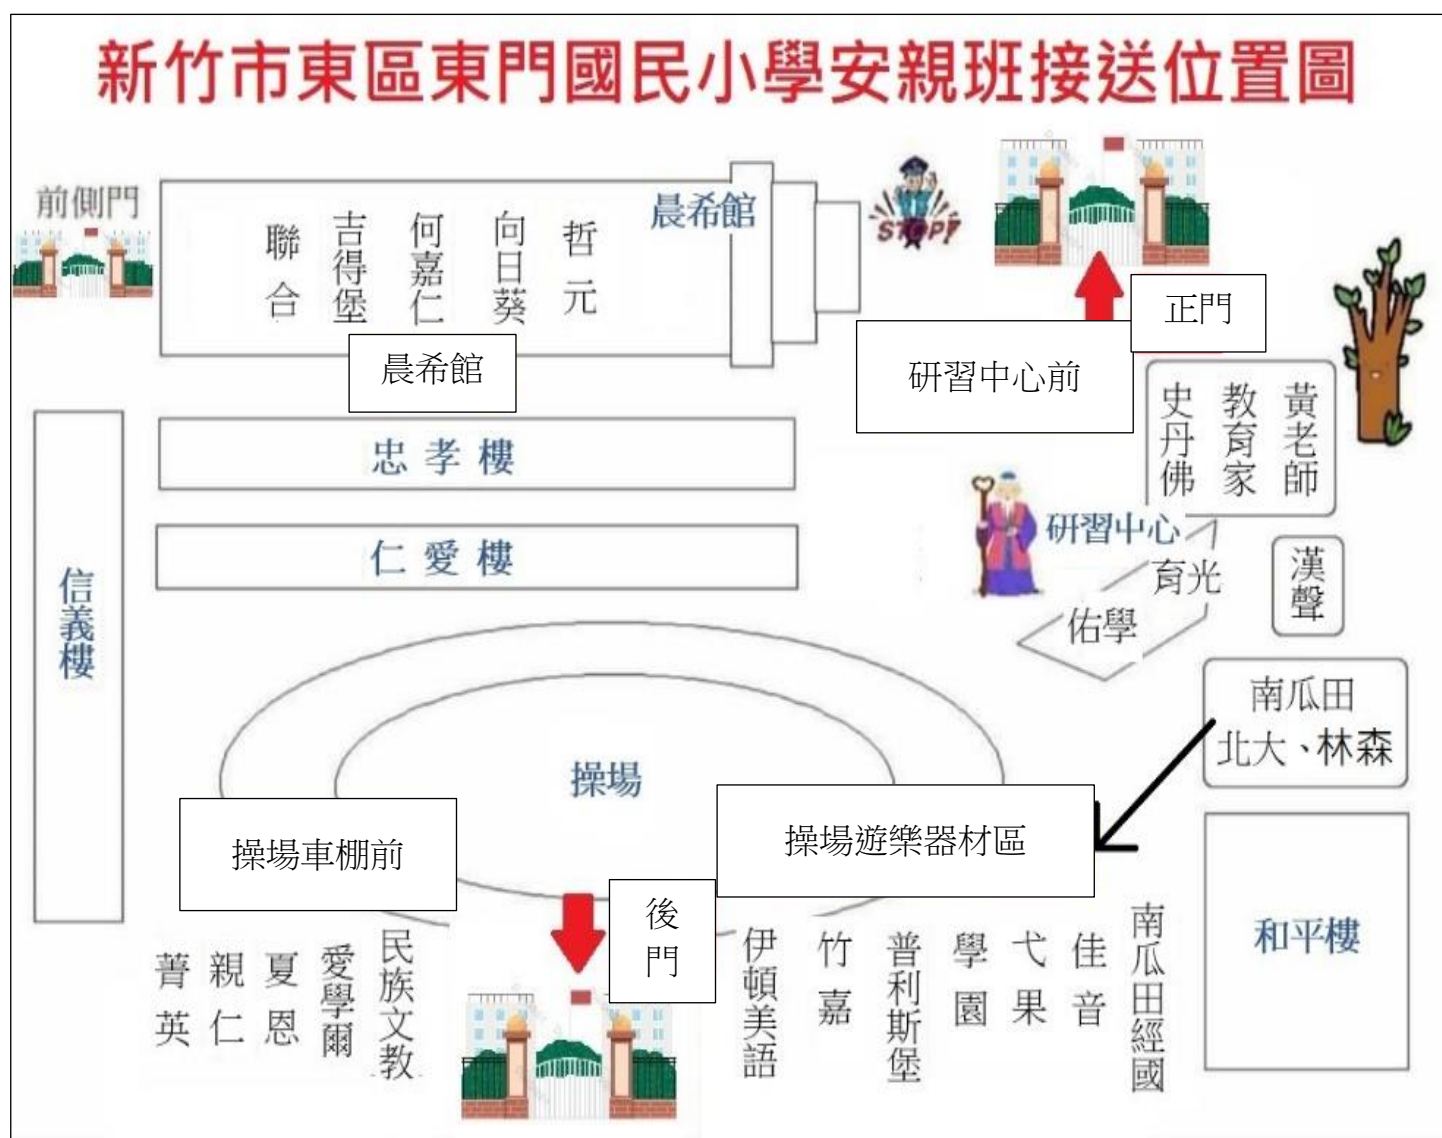 新竹市東區東門國民小學安親班接送位置圖
前側門
聯合
吉得堡
何嘉仁
向日葵
哲元
晨希館
STOP!
晨希館
正門
研習中心前
史丹佛
教育家
黃老師
忠孝樓
仁愛樓
信義樓
研習中心
育光
佑學
漢聲
南瓜田
北大、林森
操場
操場車棚前
操場遊樂器材區
後門
和平樓
菁英
親仁
夏恩
愛學爾
民族文教
伊頓美語
竹嘉
普利斯堡
學園
弋果
佳音
南瓜田經國